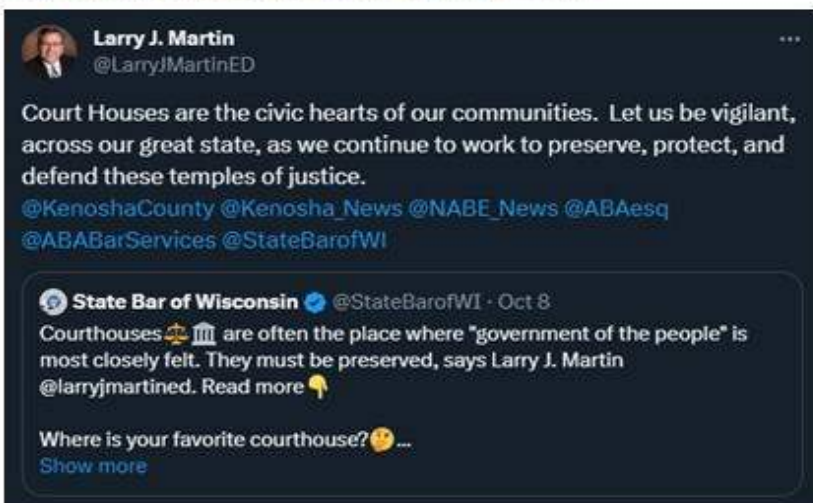 Larry J. Martin
@LarryJMartinED
Court Houses are the civic hearts of our communities.  Let us be vigilant,
across our great state, as we continue to work to preserve, protect, and
defend these temples of justice.
@KenoshaCounty @Kenosha_News @NABE_News @ABAesq
@ABABarServices @StateBarofWI
State Bar of Wisconsin @StateBarofWI · Oct 8
Courthouses⚖️🏛️ are often the place where "government of the people" is
most closely felt. They must be preserved, says Larry J. Martin
@larryjmartined. Read more👇
Where is your favorite courthouse?🤔...
Show more